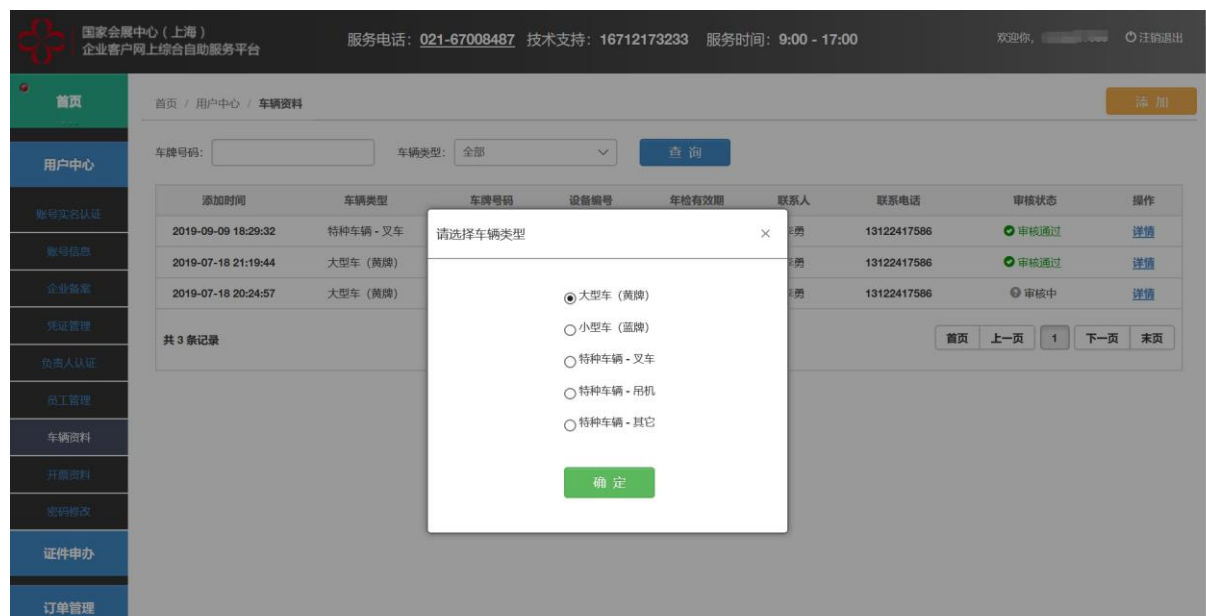 国家会展中心（上海）
企业客户网上综合自助服务平台
服务电话：021-67008487 技术支持：16712173233 服务时间：9:00 - 17:00
欢迎你,
注销退出
首页
首页 / 用户中心 / 车辆资料
添 加
用户中心
车牌号码:
车辆类型: 全部
查 询
账号实名认证
账号信息
企业备案
凭证管理
负责人认证
员工管理
车辆资料
开票资料
密码修改
证件申办
订单管理
添加时间 车辆类型 车牌号码 设备编号 年检有效期 联系人 联系电话 审核状态 操作
2019-09-09 18:29:32 特种车辆 - 叉车 勇 13122417586 审核通过 详情
2019-07-18 21:19:44 大型车（黄牌） 勇 13122417586 审核通过 详情
2019-07-18 20:24:57 大型车（黄牌） 勇 13122417586 审核中 详情
共 3 条记录
首页 上一页 1 下一页 末页
请选择车辆类型 ×
大型车（黄牌）
小型车（蓝牌）
特种车辆 - 叉车
特种车辆 - 吊机
特种车辆 - 其它
确 定